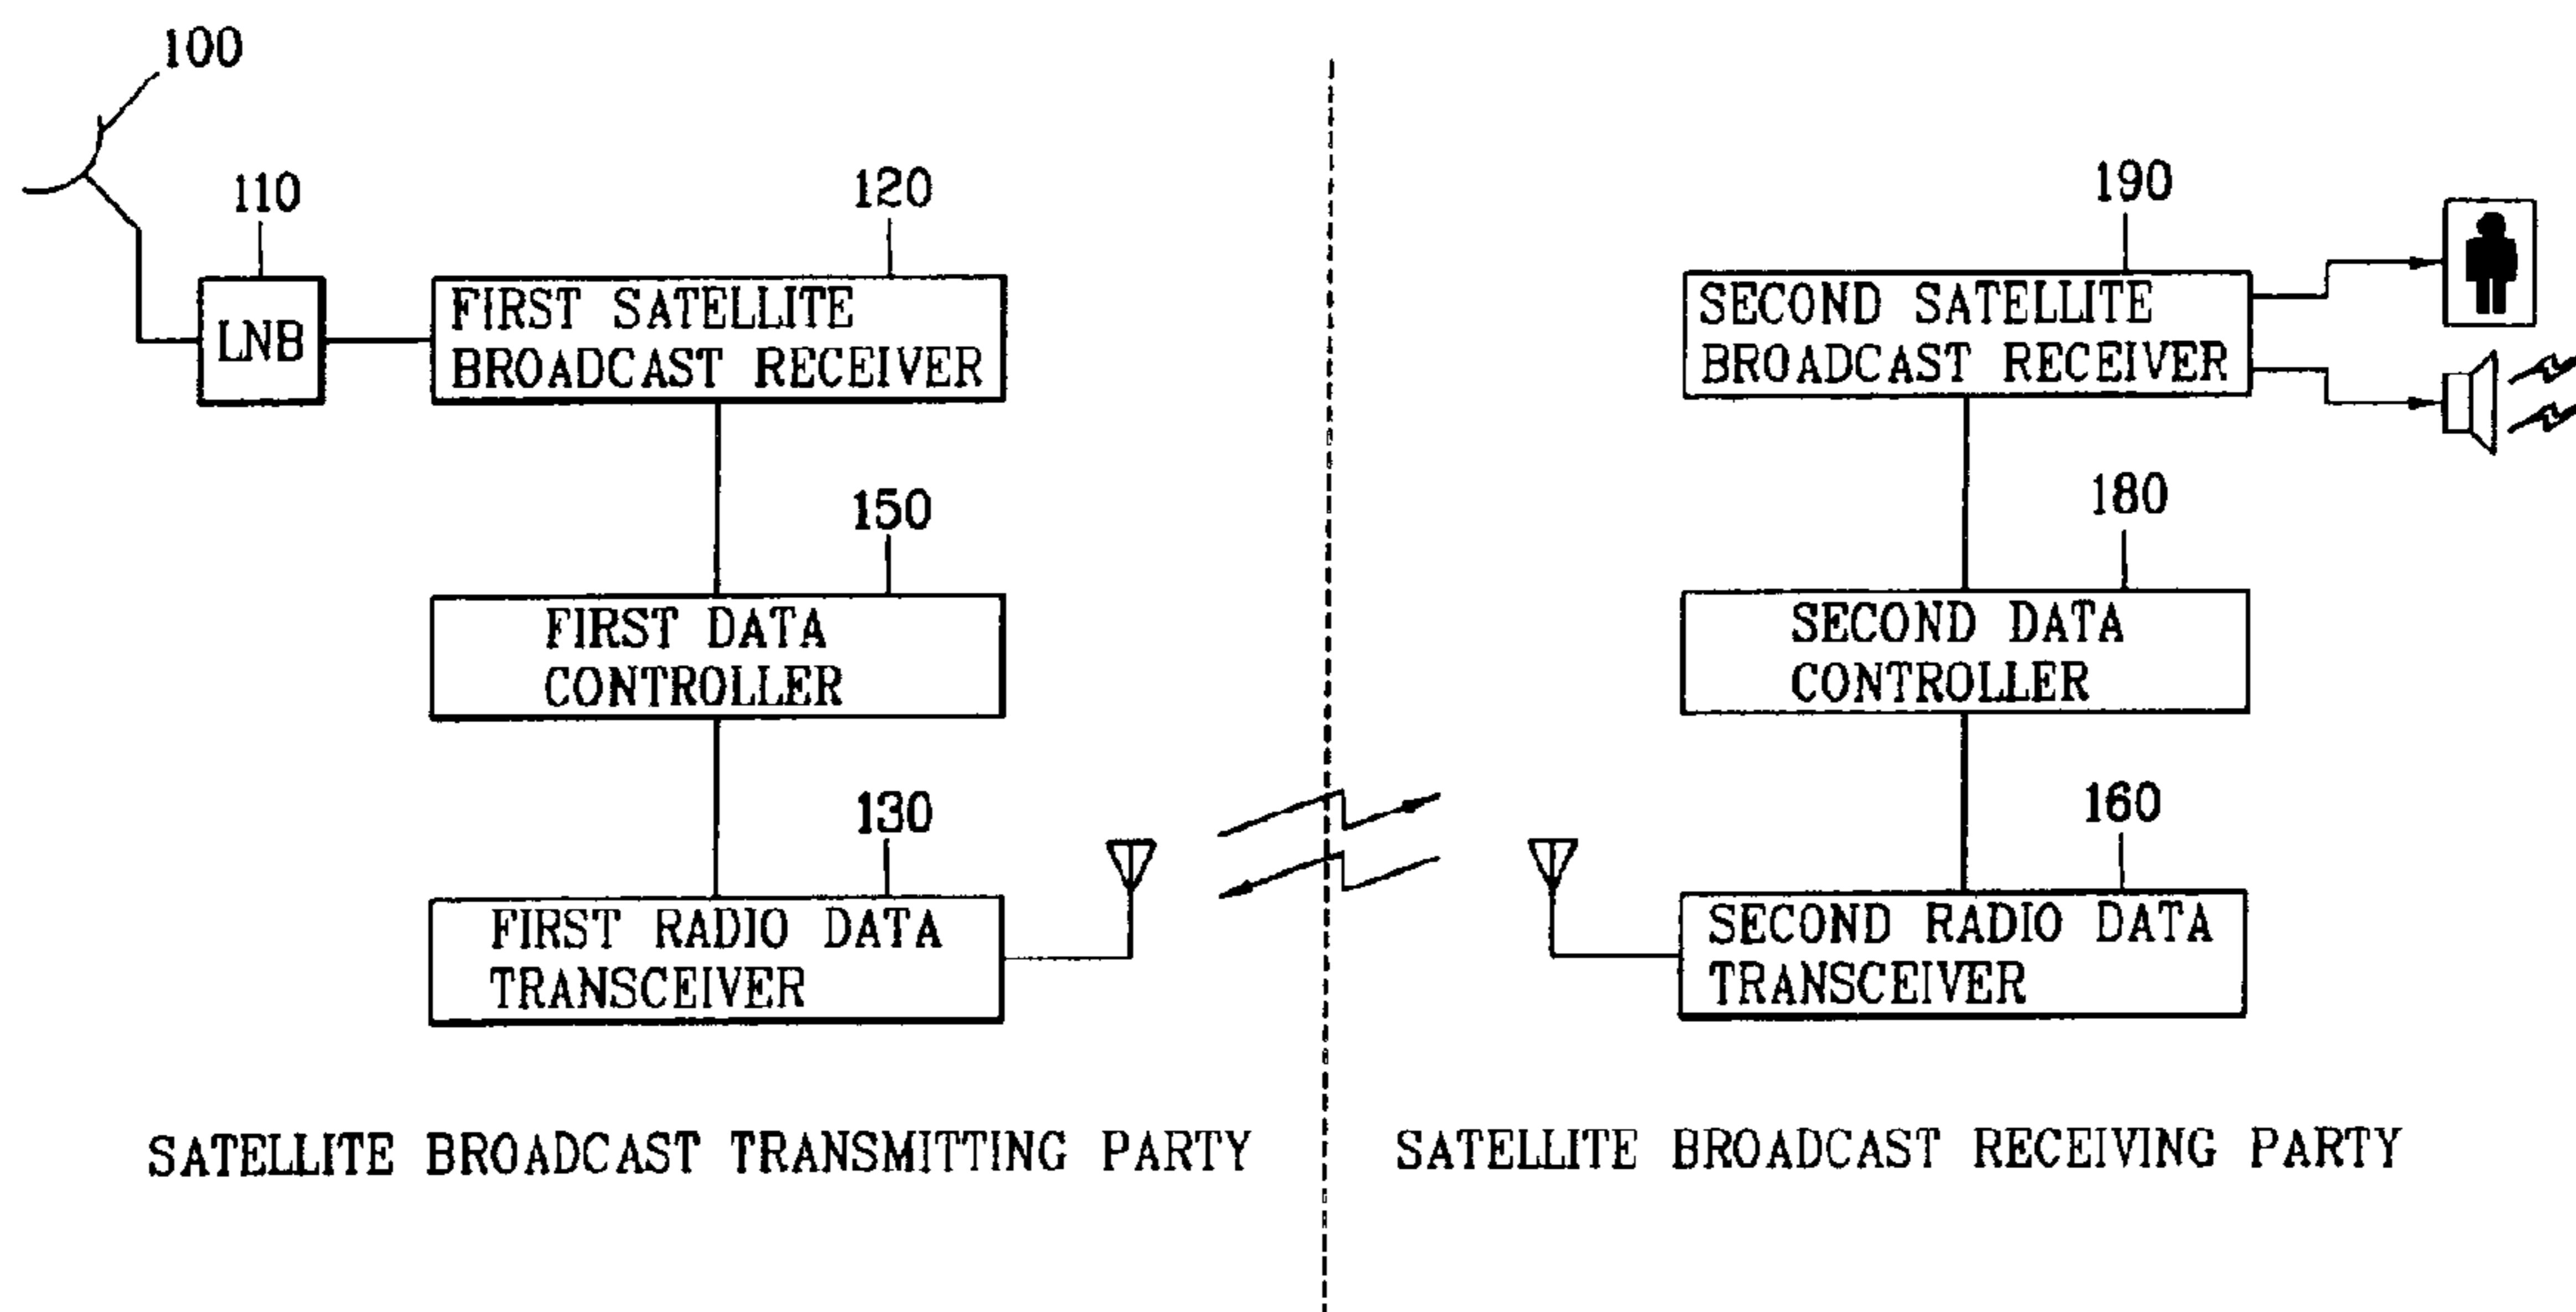 100
110
120
LNB
FIRST SATELLITE
BROADCAST RECEIVER
150
FIRST DATA
CONTROLLER
130
FIRST RADIO DATA
TRANSCEIVER
SATELLITE BROADCAST TRANSMITTING PARTY
190
SECOND SATELLITE
BROADCAST RECEIVER
180
SECOND DATA
CONTROLLER
160
SECOND RADIO DATA
TRANSCEIVER
SATELLITE BROADCAST RECEIVING PARTY